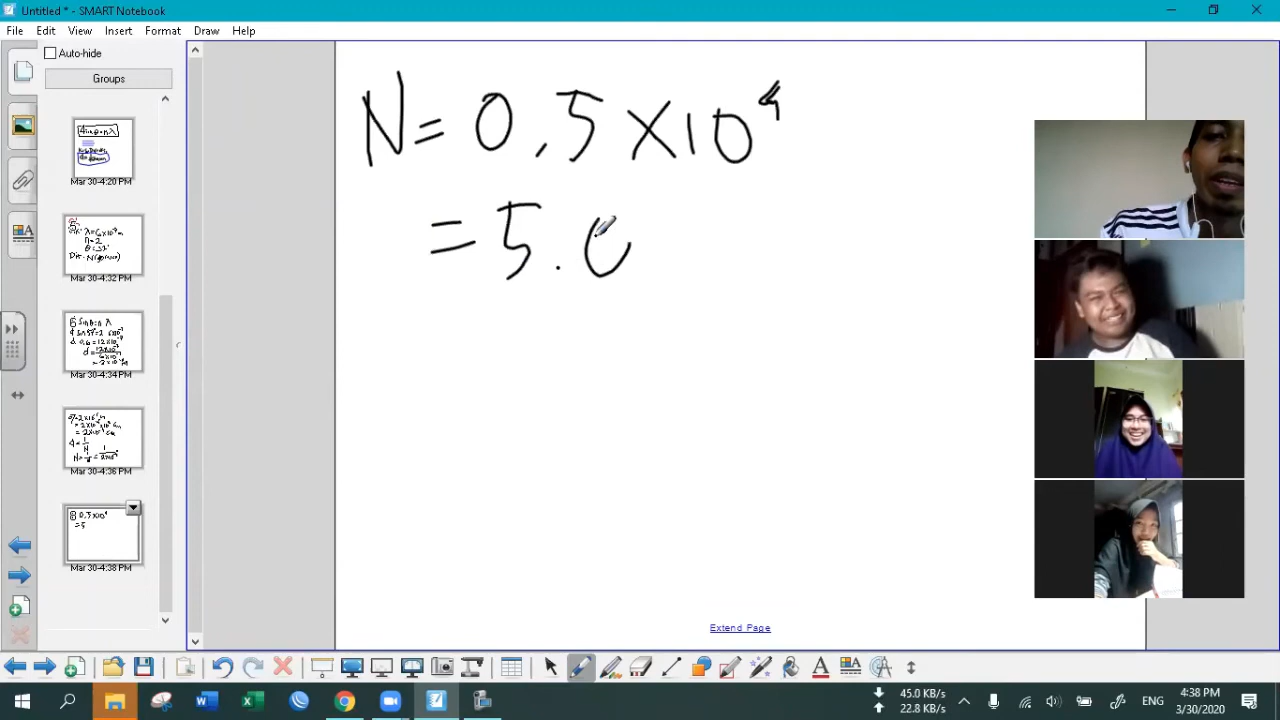 Untitled * - SMART Notebook
File Edit View Insert Format Draw Help
Auto-hide
Groups
Mar 30-4:20 PM
Mar 30-4:32 PM
Mar 30-4:34 PM
Mar 30-4:36 PM
0,5x10⁴
=5
Mar 30-4:38 PM
N= 0,5X10⁴
= 5.0
Extend Page
45.0 KB/s
22.8 KB/s
ENG
4:38 PM
3/30/2020